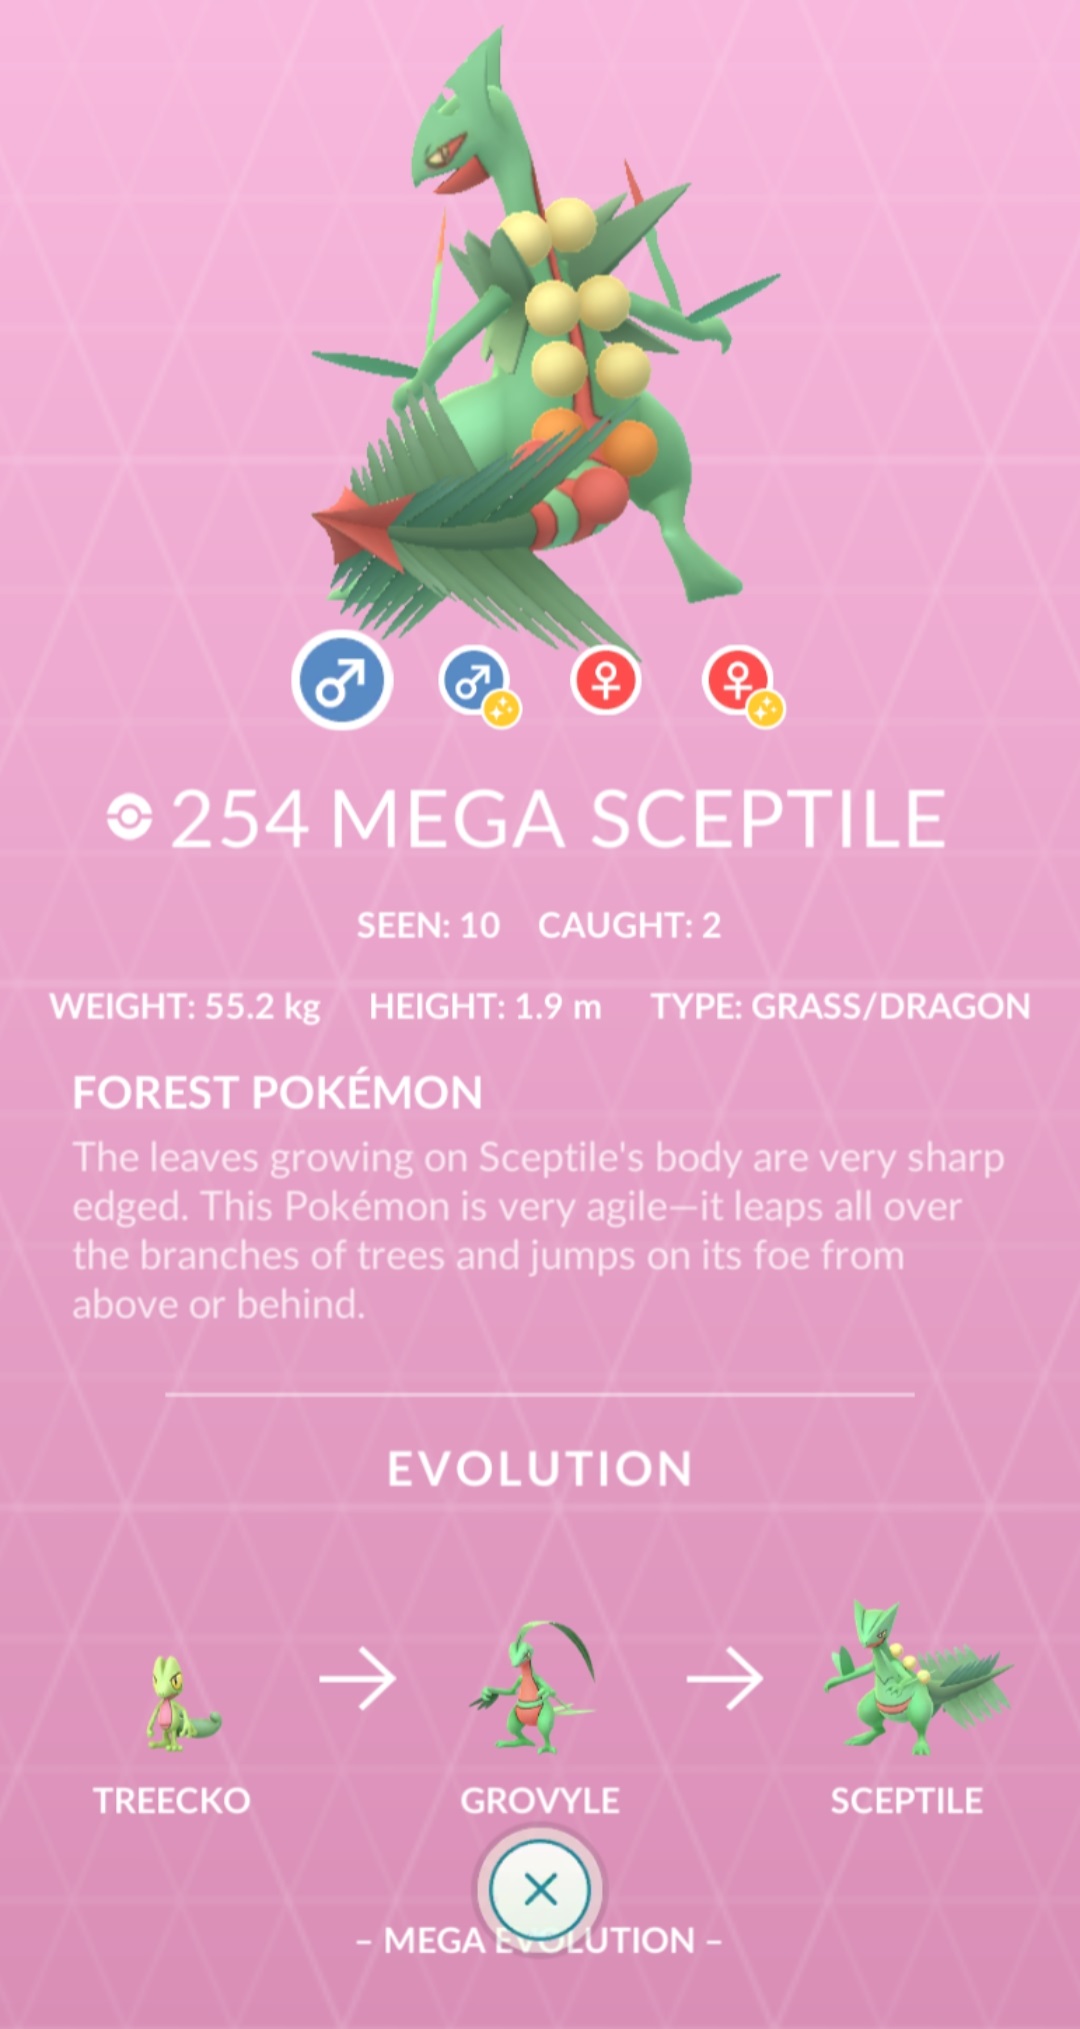 254 MEGA SCEPTILE
SEEN: 10 CAUGHT: 2
WEIGHT: 55.2 kg HEIGHT: 1.9 m TYPE: GRASS/DRAGON
FOREST POKÉMON
The leaves growing on Sceptile's body are very sharp
edged. This Pokémon is very agile—it leaps all over
the branches of trees and jumps on its foe from
above or behind.
EVOLUTION
TREECKO GROVYLE SCEPTILE
– MEGA EVOLUTION –